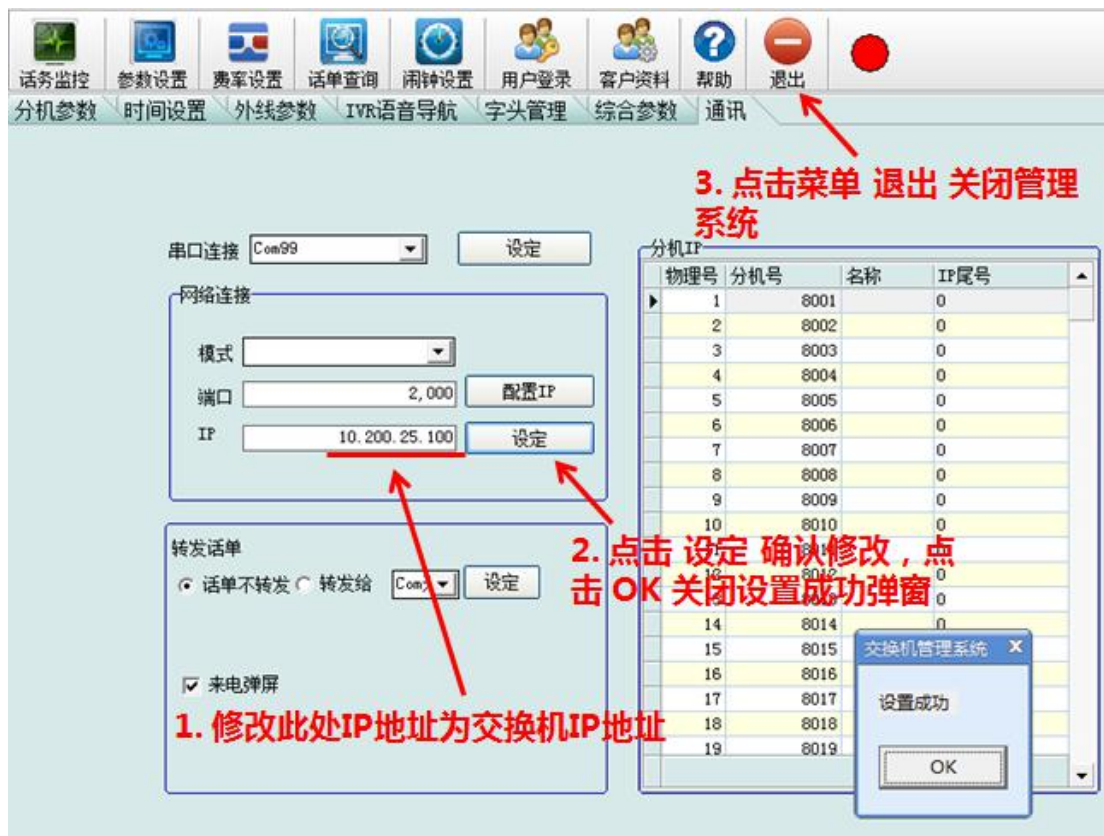 话务监控 参数设置 费率设置 话单查询 闹钟设置 用户登录 客户资料 帮助 退出
分机参数 时间设置 外线参数 IVR语音导航 字头管理 综合参数 通讯
3. 点击菜单 退出 关闭管理
系统
串口连接 Com99 设定
网络连接
模式
端口 2,000 配置IP
IP 10.200.25.100 设定
转发话单
话单不转发 转发给 设定
来电弹屏
1. 修改此处IP地址为交换机IP地址
分机IP
物理号 分机号 名称 IP尾号
1 8001 0
2 8002 0
3 8003 0
4 8004 0
5 8005 0
6 8006 0
7 8007 0
8 8008 0
9 8009 0
10 8010 0
2. 点击 设定 确认修改，点
击 OK 关闭设置成功弹窗
0
0
14 8014 0
15 8015
16 8016
17 8017
18 8018
19 8019
交换机管理系统 X
设置成功
OK